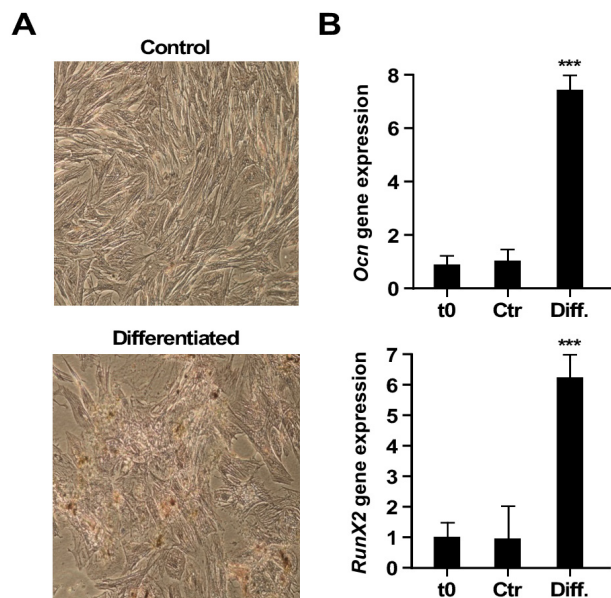 A
Control
Differentiated
B
***
Ocn gene expression
8
6
4
2
0
t0 Ctr Diff.
***
RunX2 gene expression
7
6
5
4
3
2
1
0
t0 Ctr Diff.